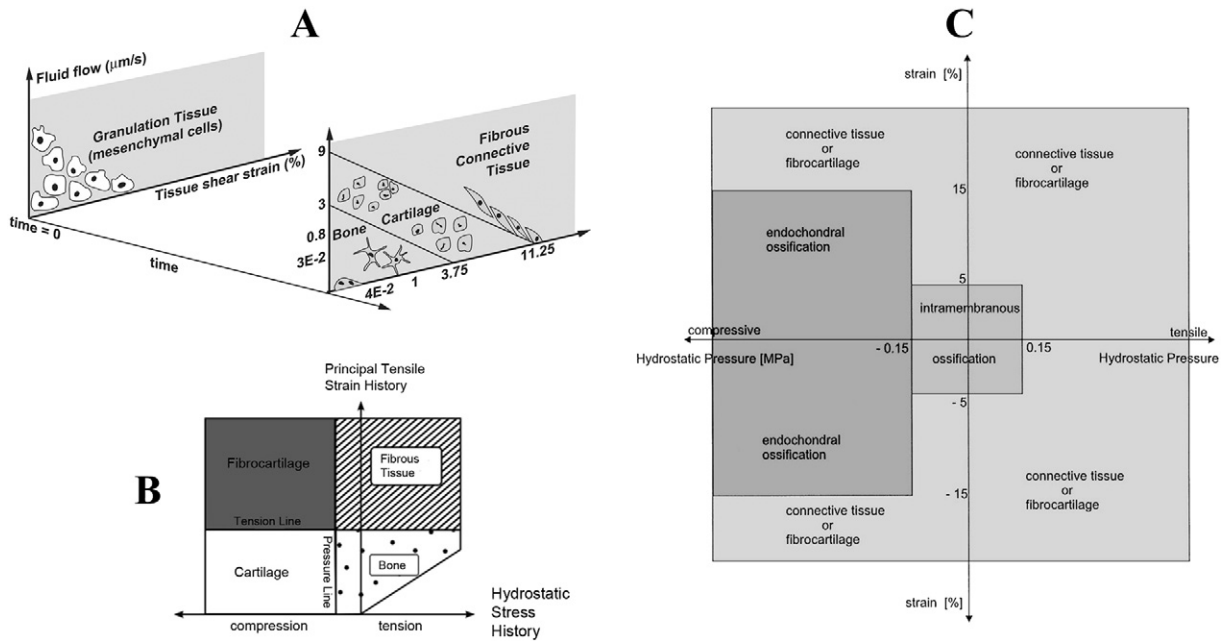 A
Fluid flow (μm/s)
Granulation Tissue
(mesenchymal cells)
Tissue shear strain (%)
time = 0
time
Fibrous
Connective
Tissue
Cartilage
Bone
9
3
0.8
3E-2
4E-2
1
3.75
11.25
B
Principal Tensile
Strain History
Fibrocartilage
Fibrous
Tissue
Tension Line
Pressure Line
Cartilage
Bone
compression
tension
Hydrostatic
Stress
History
C
strain [%]
connective tissue
or
fibrocartilage
connective tissue
or
fibrocartilage
15
endochondral
ossification
5
intramembranous
compressive
tensile
Hydrostatic Pressure [MPa]
- 0.15
ossification
0.15
Hydrostatic Pressure
- 5
endochondral
ossification
- 15
connective tissue
or
fibrocartilage
connective tissue
or
fibrocartilage
strain [%]